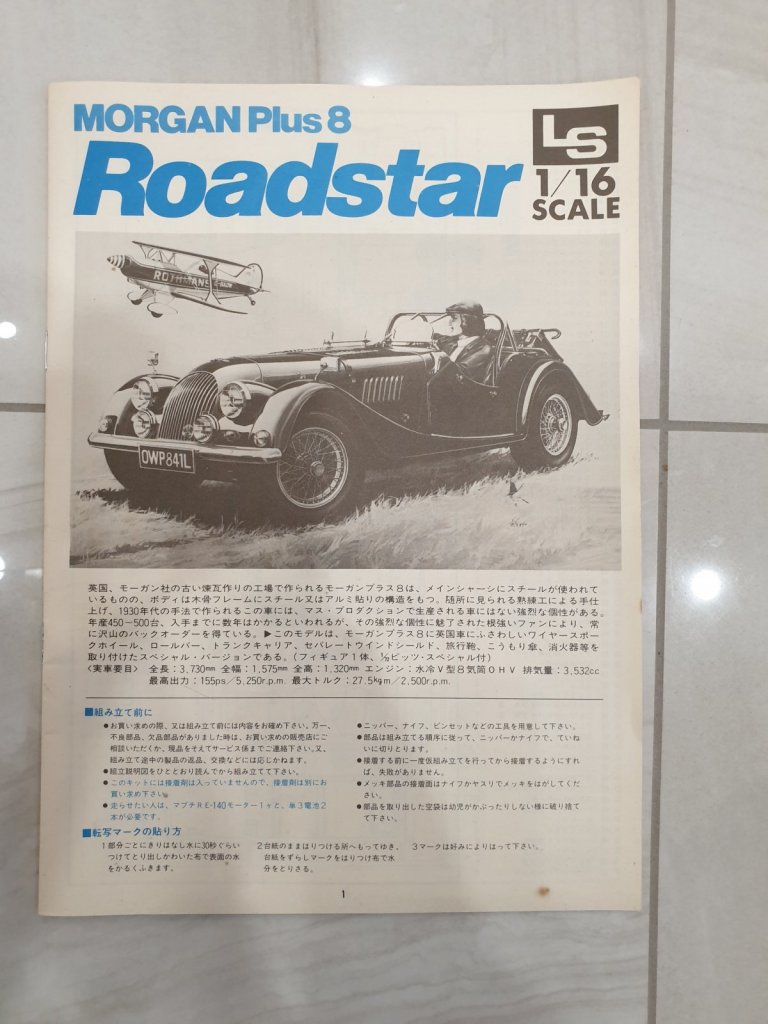 MORGAN Plus 8
Roadstar
LS
1/16
SCALE
ROTHMANS
OWP841L
英国、モーガン社の古い煉瓦作りの工場で作られるモーガンプラス8は、メインシャーシにスチールが使われて
いるものの、ボディは木骨フレームにスチール又はアルミ貼りの構造をもつ。随所に見られる熟練工による手仕
上げ、1930年代の手法で作られるこの車には、マス・プロダクションで生産される車にはない強烈な個性がある。
年産450−500台、入手までに数年はかかるといわれるが、その強烈な個性に魅了された根強いファンにより、常
に沢山のバックオーダーを得ている。▶このモデルは、モーガンプラス8に英国車にふさわしいワイヤースポー
クホイール、ロールバー、トランクキャリア、セパレートウインドシールド、旅行鞄、こうもり傘、消火器等を
取り付けたスペシャル・バージョンである。(フィギュア1体、ピッツ・スペシャル付)
<実車要目> 全長:3,730mm 全幅:1,575mm 全高:1,320mm エンジン:水冷V型8気筒OHV 排気量:3,532cc
最高出力:155ps/5,250r.p.m. 最大トルク:27.5kgm/2,500r.p.m.
■組み立て前に
●お買い求めの際、又は組み立て前には内容をお確め下さい。万一、
不良部品、欠品部品がありました時は、お買い求めの販売店にご
相談いただくか、現品をそえてサービス係までご連絡下さい。又、
組み立て途中の製品の返品、交換などには応じかねます。
●組立説明図をひととおり読んでから組み立てて下さい。
●このキットには接着剤は入っていませんので、接着剤は別にお
買い求め下さい。
●走らせたい人は、マブチRE-140モーター1ヶと、単3電池2
本が必要です。
●ニッパー、ナイフ、ピンセットなどの工具を用意して下さい。
●部品は組み立てる順序に従って、ニッパーかナイフで、ていね
いに切りとります。
●接着する前に一度仮組み立てを行ってから接着するようにすれ
ば、失敗がありません。
●メッキ部品の接着面はナイフかヤスリでメッキをはがしてくだ
さい。
●部品を取り出した空袋は幼児がかぶったりしない様に破り捨て
て下さい。
■転写マークの貼り方
1部分ごとにきりはなし水に30秒ぐらい
つけてとり出しかわいた布で表面の水
をかるくふきます。
2台紙のままはりつける所へもってゆき、
台紙をずらしマークをはりつけ布で水
分をとりさる。
3マークは好みによりはって下さい。
1